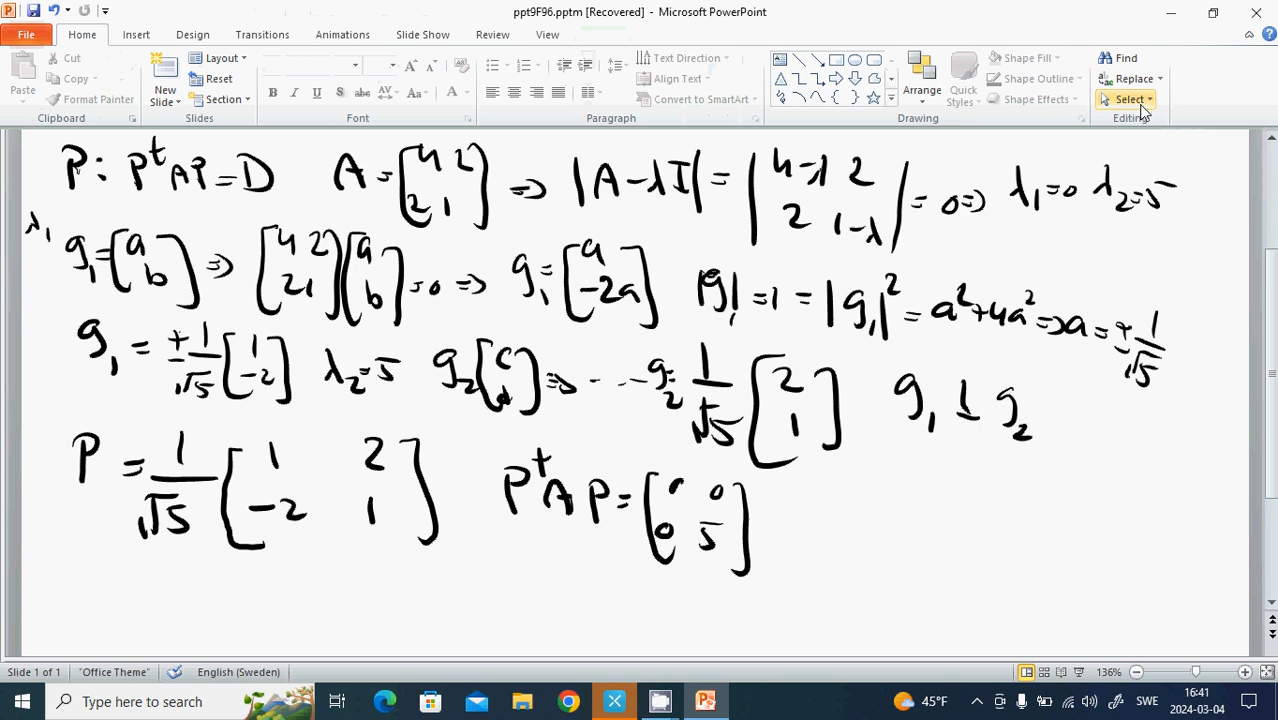 ppt9F96.pptm [Recovered] - Microsoft PowerPoint
File Home Insert Design Transitions Animations Slide Show Review View
Paste Cut Copy Format Painter Clipboard
New Slide Layout Reset Section Slides
B I U S abc AV Aa A Font
Text Direction Align Text Convert to SmartArt Paragraph
Arrange Quick Styles Shape Fill Shape Outline Shape Effects Drawing
Find Replace Select Editing
P: PᵗAP = D A = [4 2; 2 1] ⇒ |A - λI| = |4-λ 2; 2 1-λ| = 0 ⇒ λ₁=0 λ₂=5
λ₁ g₁ = [a; b] ⇒ [4 2; 2 1][a; b] = 0 ⇒ g₁ = [a; -2a] |g₁| = 1 = |g₁|² = a² + 4a² ⇒ a = ± 1/√5
g₁ = ± 1/√5 [1; -2] λ₂ = 5 g₂ [c; d] ⇒ ... g₂ = 1/√5 [2; 1] g₁ ⊥ g₂
P = 1/√5 [1 2; -2 1] PᵗAP = [0 0; 0 5]
Slide 1 of 1 "Office Theme" English (Sweden) 136%
Type here to search 45°F SWE 16:41
2024-03-04